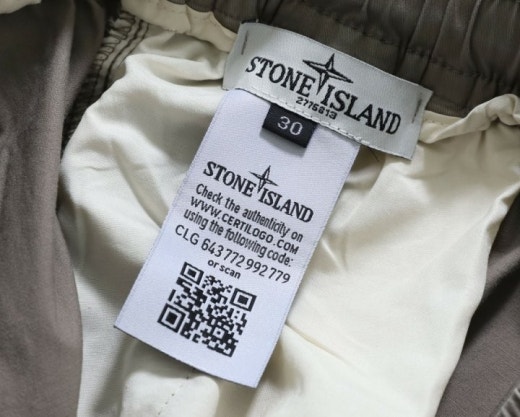 STONE ISLAND
2775613
30
STONE ISLAND
Check the authenticity on
WWW.CERTILOGO.COM
using the following code:
CLG 643 772 992 779
or scan